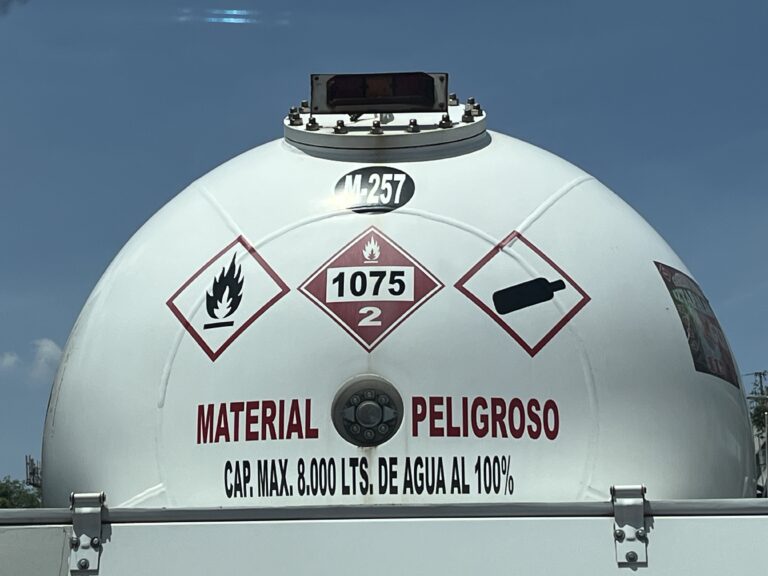 M-257
1075
2
MATERIAL PELIGROSO
CAP. MAX. 8.000 LTS. DE AGUA AL 100%